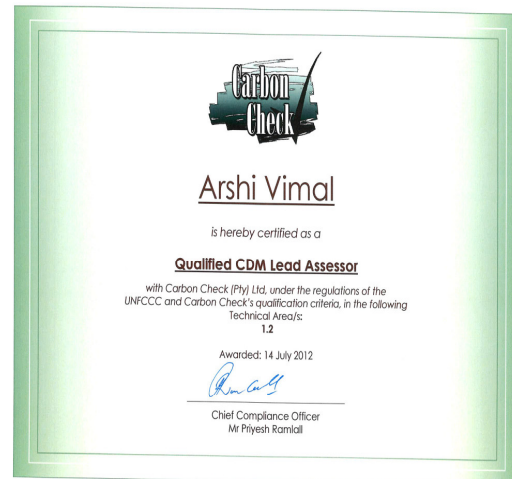 Carbon
Check
Arshi Vimal
is hereby certified as a
Qualified CDM Lead Assessor
with Carbon Check (Pty) Ltd, under the regulations of the
UNFCCC and Carbon Check's qualification criteria, in the following
Technical Area/s:
1.2
Awarded: 14 July 2012
Chief Compliance Officer
Mr Priyesh Ramlall